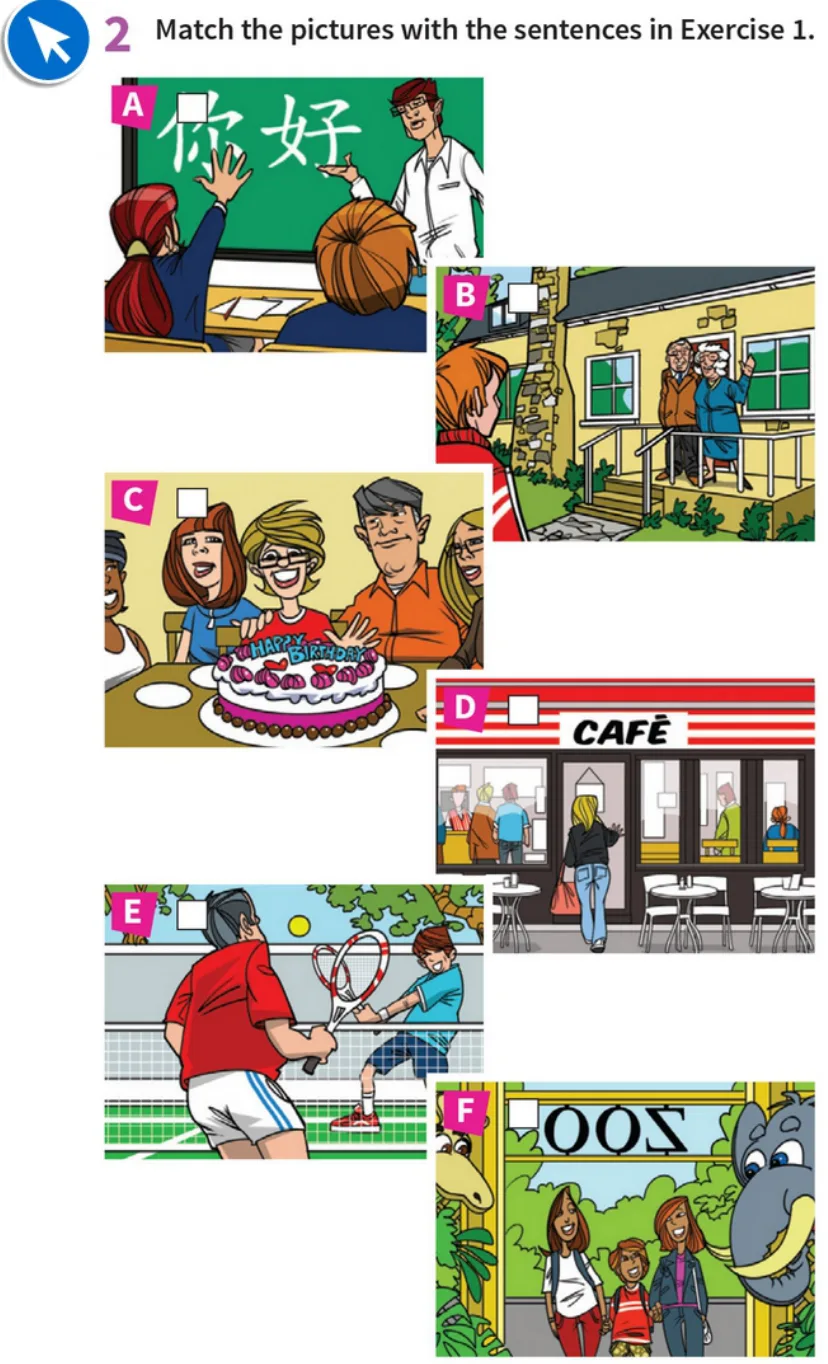 2 Match the pictures with the sentences in Exercise 1.
A
你好
B
C
HAPPY
BIRTHDAY
D
CAFÉ
E
F
ZOO